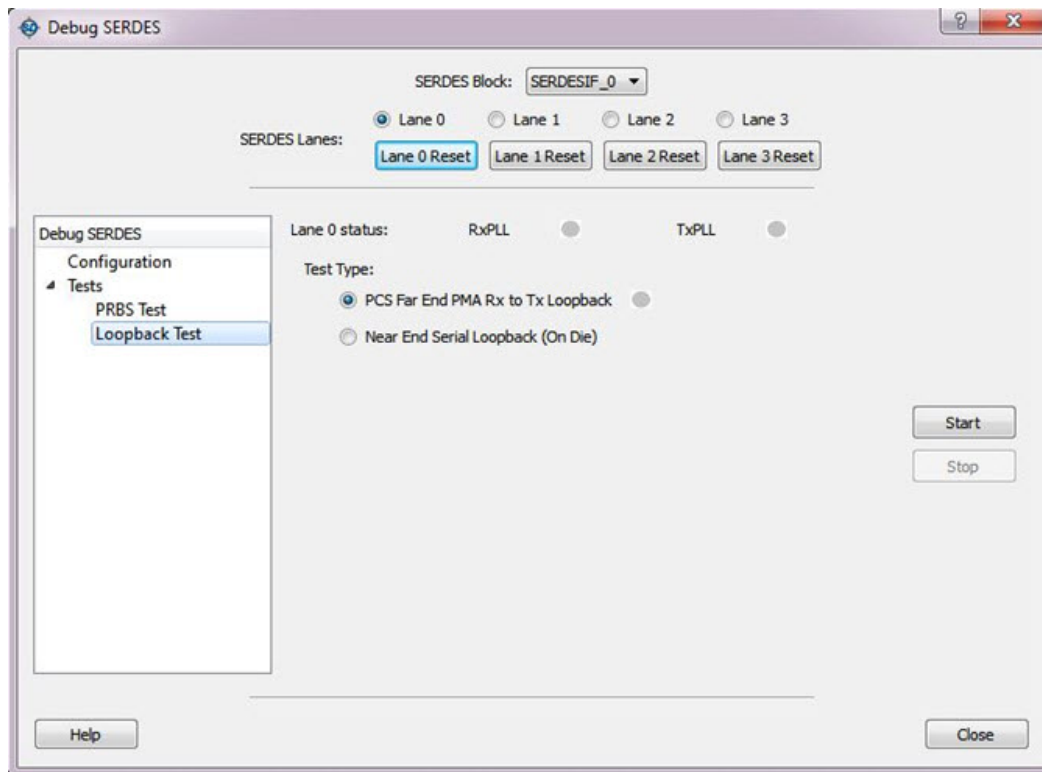 Debug SERDES
SERDES Block: SERDESIF_0
SERDES Lanes:
Lane 0 Lane 1 Lane 2 Lane 3
Lane 0 Reset Lane 1 Reset Lane 2 Reset Lane 3 Reset
Debug SERDES
Configuration
Tests
PRBS Test
Loopback Test
Lane 0 status: RxPLL TxPLL
Test Type:
PCS Far End PMA Rx to Tx Loopback
Near End Serial Loopback (On Die)
Start
Stop
Help
Close